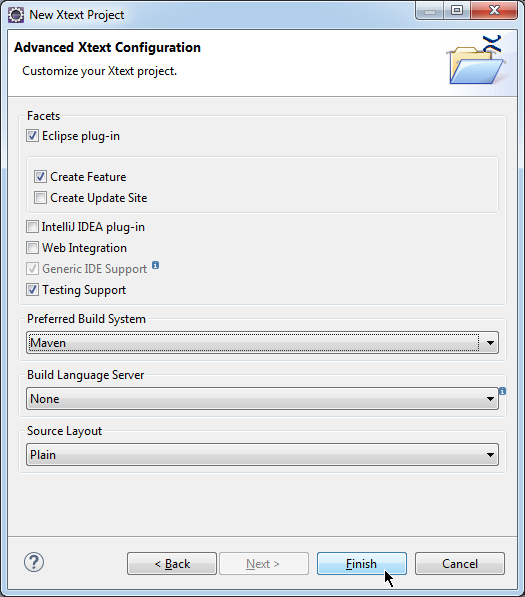 New Xtext Project
Advanced Xtext Configuration
Customize your Xtext project.
Facets
Eclipse plug-in
Create Feature
Create Update Site
IntelliJ IDEA plug-in
Web Integration
Generic IDE Support
Testing Support
Preferred Build System
Maven
Build Language Server
None
Source Layout
Plain
< Back Next > Finish Cancel